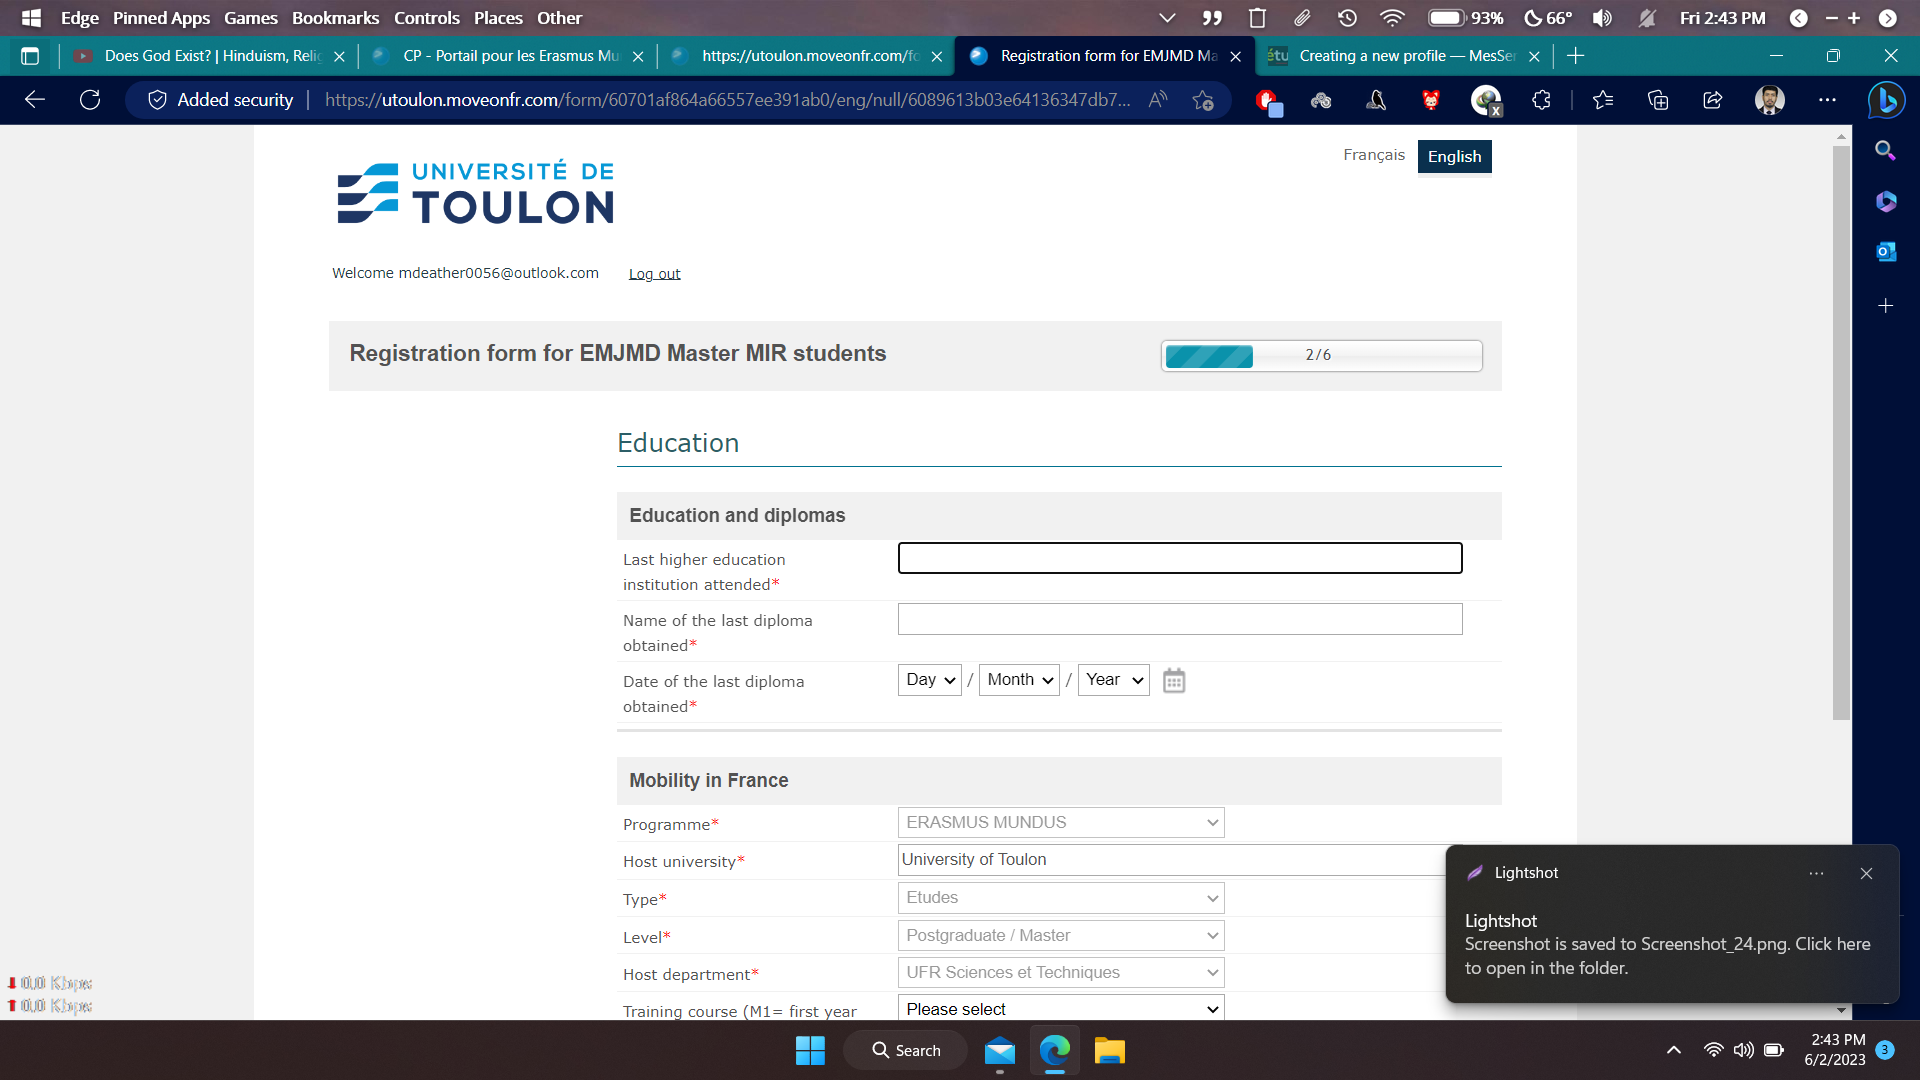 Edge Pinned Apps Games Bookmarks Controls Places Other
93% 66° Fri 2:43 PM
Does God Exist? | Hinduism, Relig
CP - Portail pour les Erasmus Mu
https://utoulon.moveonfr.com/fo
Registration form for EMJMD Ma
étu
Creating a new profile — MesSer
Added security
https://utoulon.moveonfr.com/form/60701af864a66557ee391ab0/eng/null/6089613b03e64136347db7...
Français English
UNIVERSITÉ DE
TOULON
Welcome mdeather0056@outlook.com Log out
Registration form for EMJMD Master MIR students
2/6
Education
Education and diplomas
Last higher education
institution attended*
Name of the last diploma
obtained*
Date of the last diploma
obtained*
Day / Month / Year
Mobility in France
Programme* ERASMUS MUNDUS
Host university* University of Toulon
Type* Etudes
Level* Postgraduate / Master
Host department* UFR Sciences et Techniques
Training course (M1= first year Please select
Lightshot
Lightshot
Screenshot is saved to Screenshot_24.png. Click here
to open in the folder.
0.0 Kbps
0.0 Kbps
Search
2:43 PM
6/2/2023
3